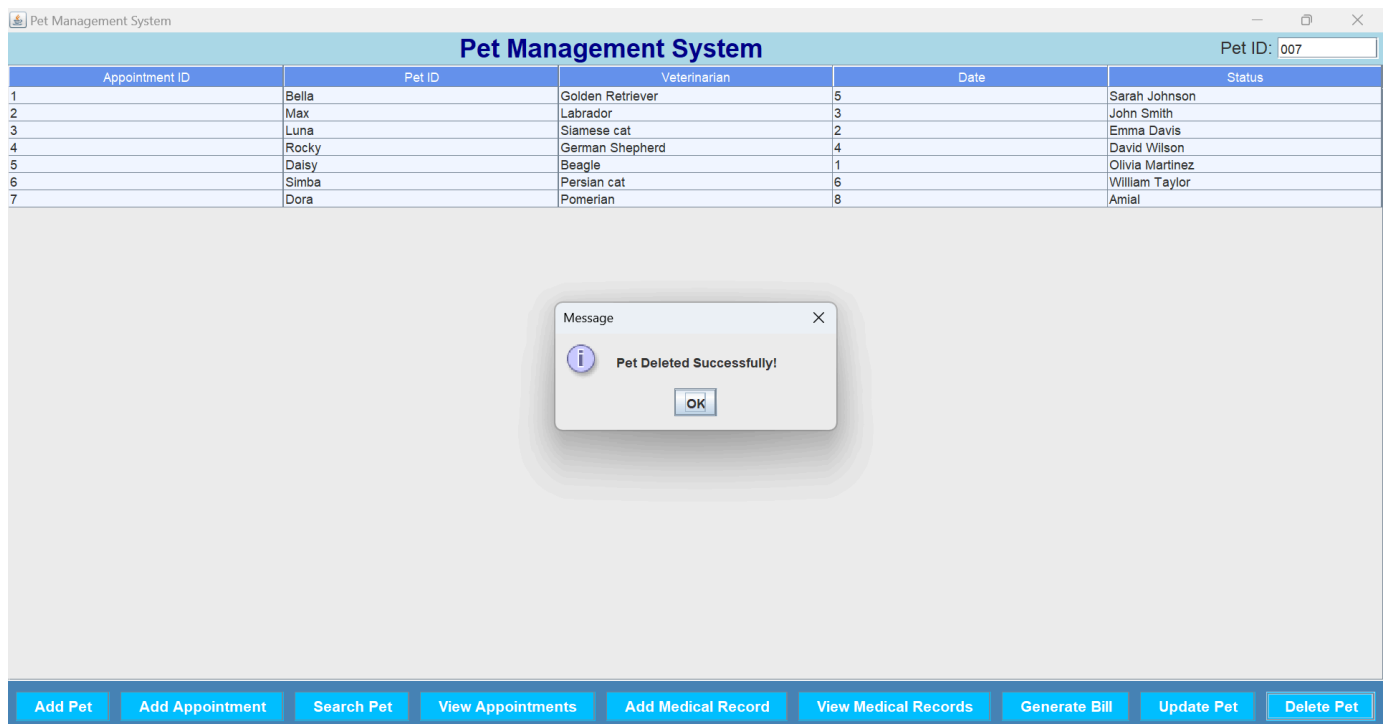 Pet Management System
Pet Management System Pet ID: 007
Appointment ID Pet ID Veterinarian Date Status
1 Bella Golden Retriever 5 Sarah Johnson
2 Max Labrador 3 John Smith
3 Luna Siamese cat 2 Emma Davis
4 Rocky German Shepherd 4 David Wilson
5 Daisy Beagle 1 Olivia Martinez
6 Simba Persian cat 6 William Taylor
7 Dora Pomerian 8 Amial
Message
i Pet Deleted Successfully!
OK
Add Pet Add Appointment Search Pet View Appointments Add Medical Record View Medical Records Generate Bill Update Pet Delete Pet